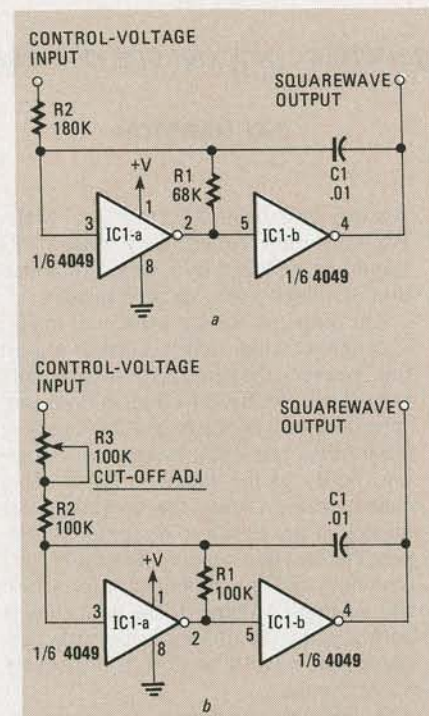 CONTROL-VOLTAGE
INPUT
SQUAREWAVE
OUTPUT
R2
180K
+V
R1
68K
C1
.01
3
1
2
5
4
IC1-a
IC1-b
8
1/6 4049
1/6 4049
a
CONTROL-VOLTAGE
INPUT
SQUAREWAVE
OUTPUT
R3
100K
CUT-OFF ADJ
R2
100K
C1
.01
+V
R1
100K
3
1
2
5
4
IC1-a
IC1-b
8
1/6 4049
1/6 4049
b